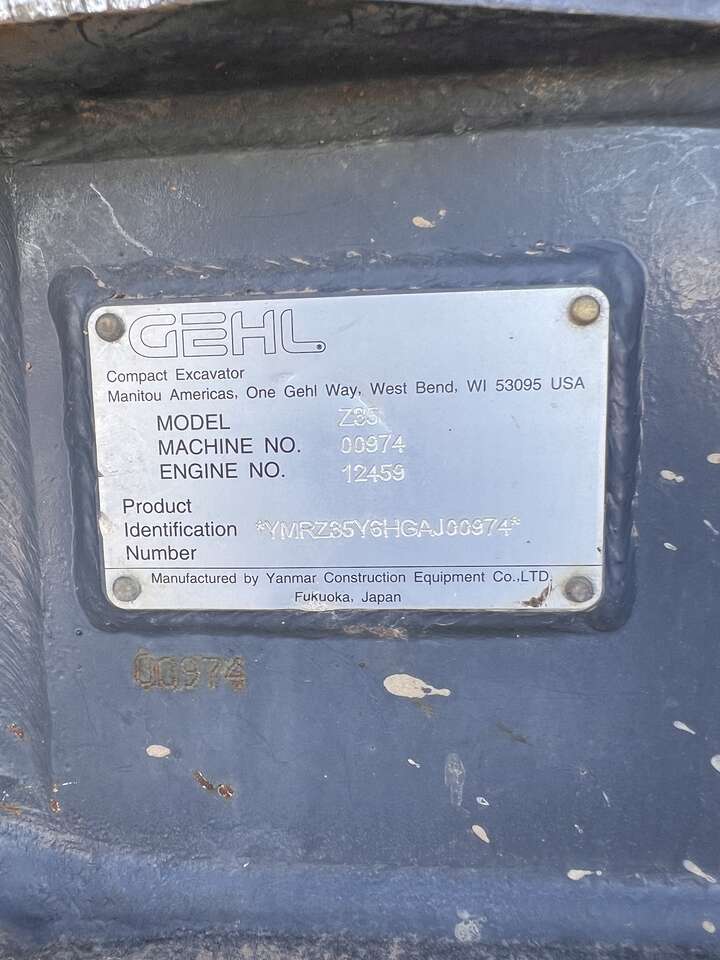 GEHL®
Compact Excavator
Manitou Americas, One Gehl Way, West Bend, WI 53095 USA
MODEL Z35
MACHINE NO. 00974
ENGINE NO. 12459
Product
Identification *YMRZ35Y6HGAJ00974*
Number
Manufactured by Yanmar Construction Equipment Co.,LTD.
Fukuoka, Japan
00974